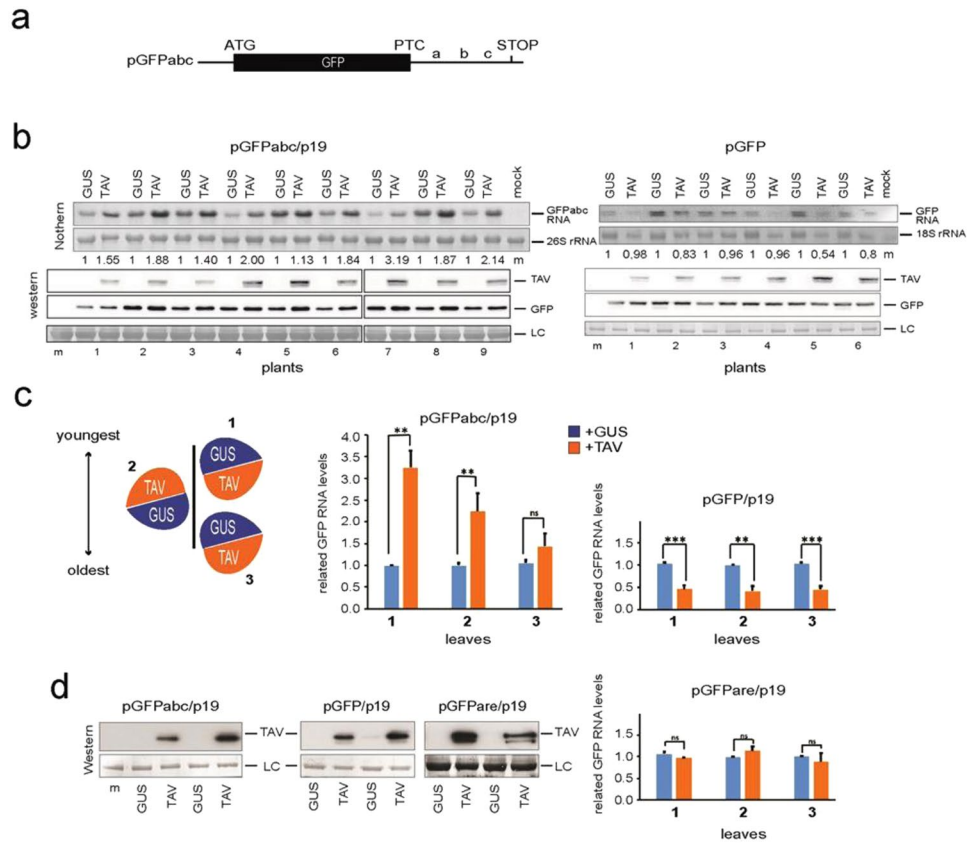 a
ATG PTC STOP
a b c
pGFPabc GFP
b
pGFPabc/p19
GUS TAV GUS TAV GUS TAV GUS TAV GUS TAV GUS TAV GUS TAV GUS TAV GUS TAV mock
Nothern
GFPabc RNA
26S rRNA
1 1.55 1 1.88 1 1.40 1 2.00 1 1.13 1 1.84 1 3.19 1 1.87 1 2.14 m
western
TAV
GFP
LC
m 1 2 3 4 5 6 7 8 9
plants
pGFP
GUS TAV GUS TAV GUS TAV GUS TAV GUS TAV GUS TAV mock
GFP RNA
18S rRNA
1 0,98 1 0,83 1 0,96 1 0,96 1 0,54 1 0,8 m
TAV
GFP
LC
m 1 2 3 4 5 6
plants
c
youngest
oldest
1
GUS
TAV
2
TAV
GUS
GUS
TAV
3
pGFPabc/p19
related GFP RNA levels
4.0
3.5
3.0
2.5
2.0
1.5
1.0
0.5
0.0
** ** ns
1 2 3
leaves
+GUS
+TAV
pGFP/p19
related GFP RNA levels
1.5
1.0
0.5
0.0
*** ** ***
1 2 3
leaves
d
pGFPabc/p19
Western
TAV
LC
m GUS TAV GUS TAV
pGFP/p19
GUS TAV GUS TAV
pGFPare/p19
TAV
LC
GUS TAV GUS TAV
pGFPare/p19
related GFP RNA levels
1.5
1.0
0.5
0.0
ns ns ns
1 2 3
leaves